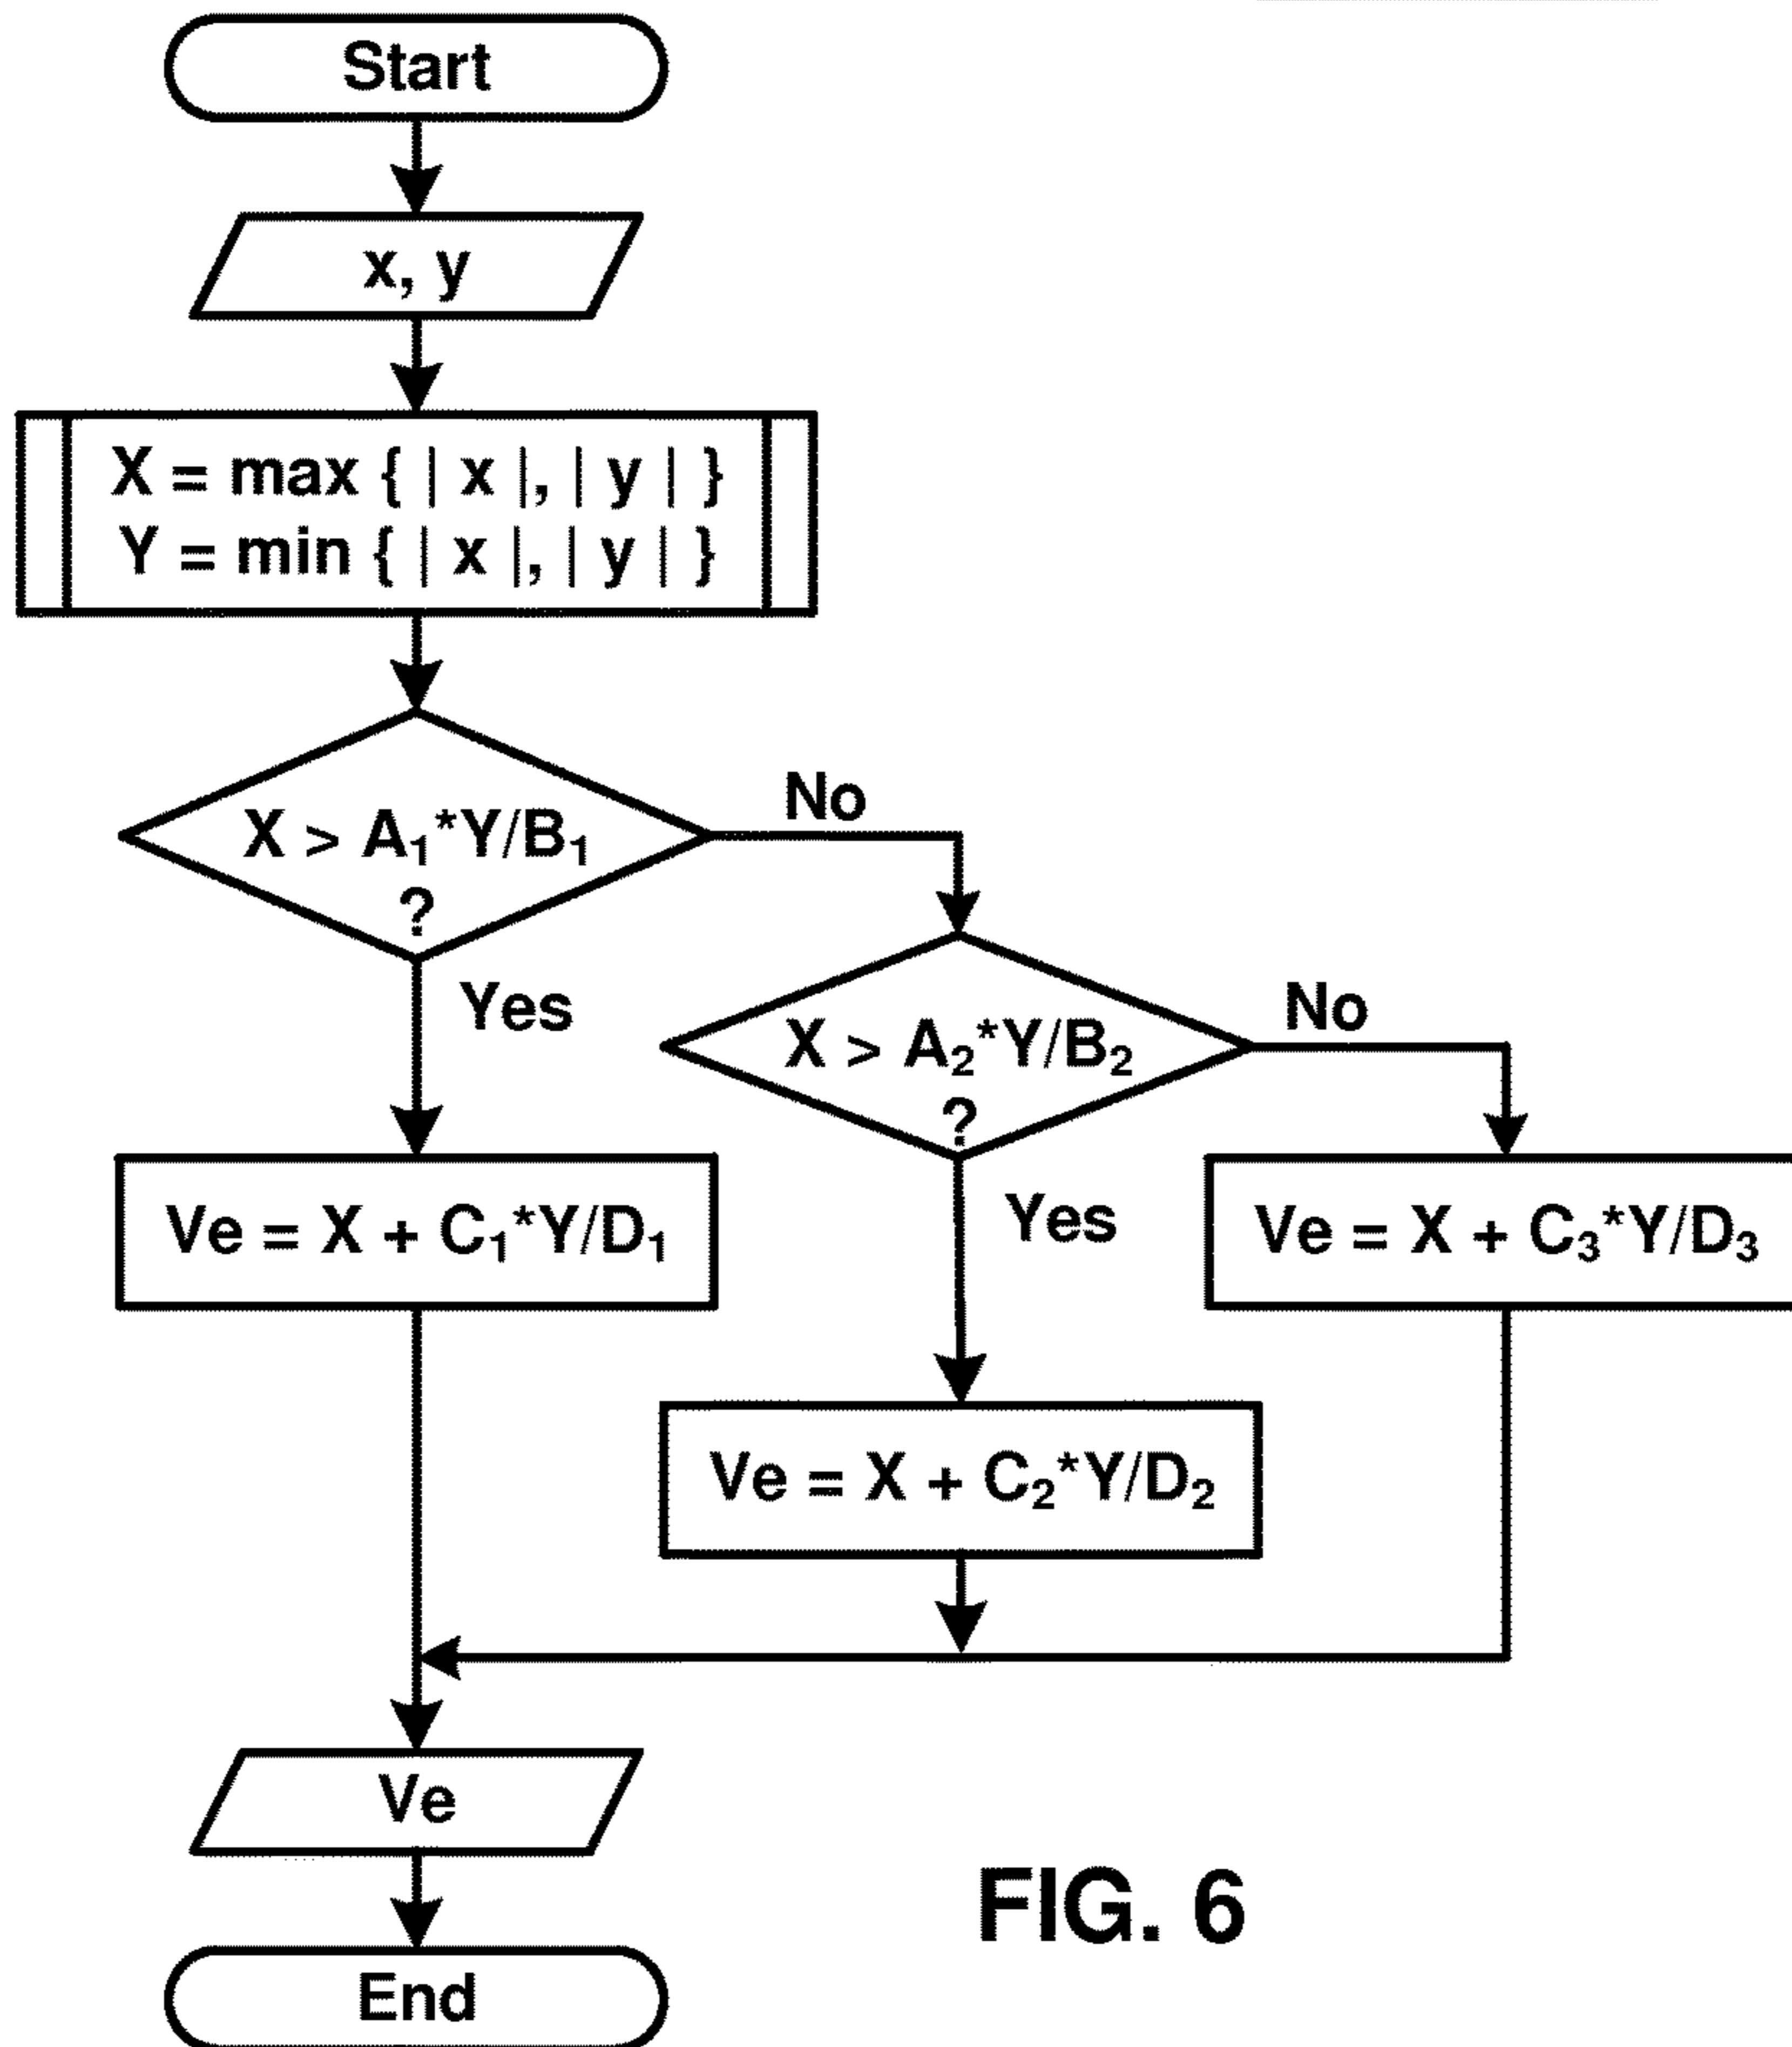 Start
x, y
X = max { | x |, | y | }
Y = min { | x |, | y | }
X > A₁*Y/B₁
?
No
Yes
X > A₂*Y/B₂
?
No
Yes
Ve = X + C₁*Y/D₁
Ve = X + C₃*Y/D₃
Ve = X + C₂*Y/D₂
Ve
End
FIG. 6